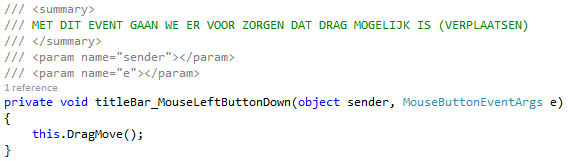 /// <summary>
/// MET DIT EVENT GAAN WE ER VOOR ZORGEN DAT DRAG MOGELIJK IS (VERPLAATSEN)
/// </summary>
/// <param name="sender"></param>
/// <param name="e"></param>
1 reference
private void titleBar_MouseLeftButtonDown(object sender, MouseButtonEventArgs e)
{
    this.DragMove();
}